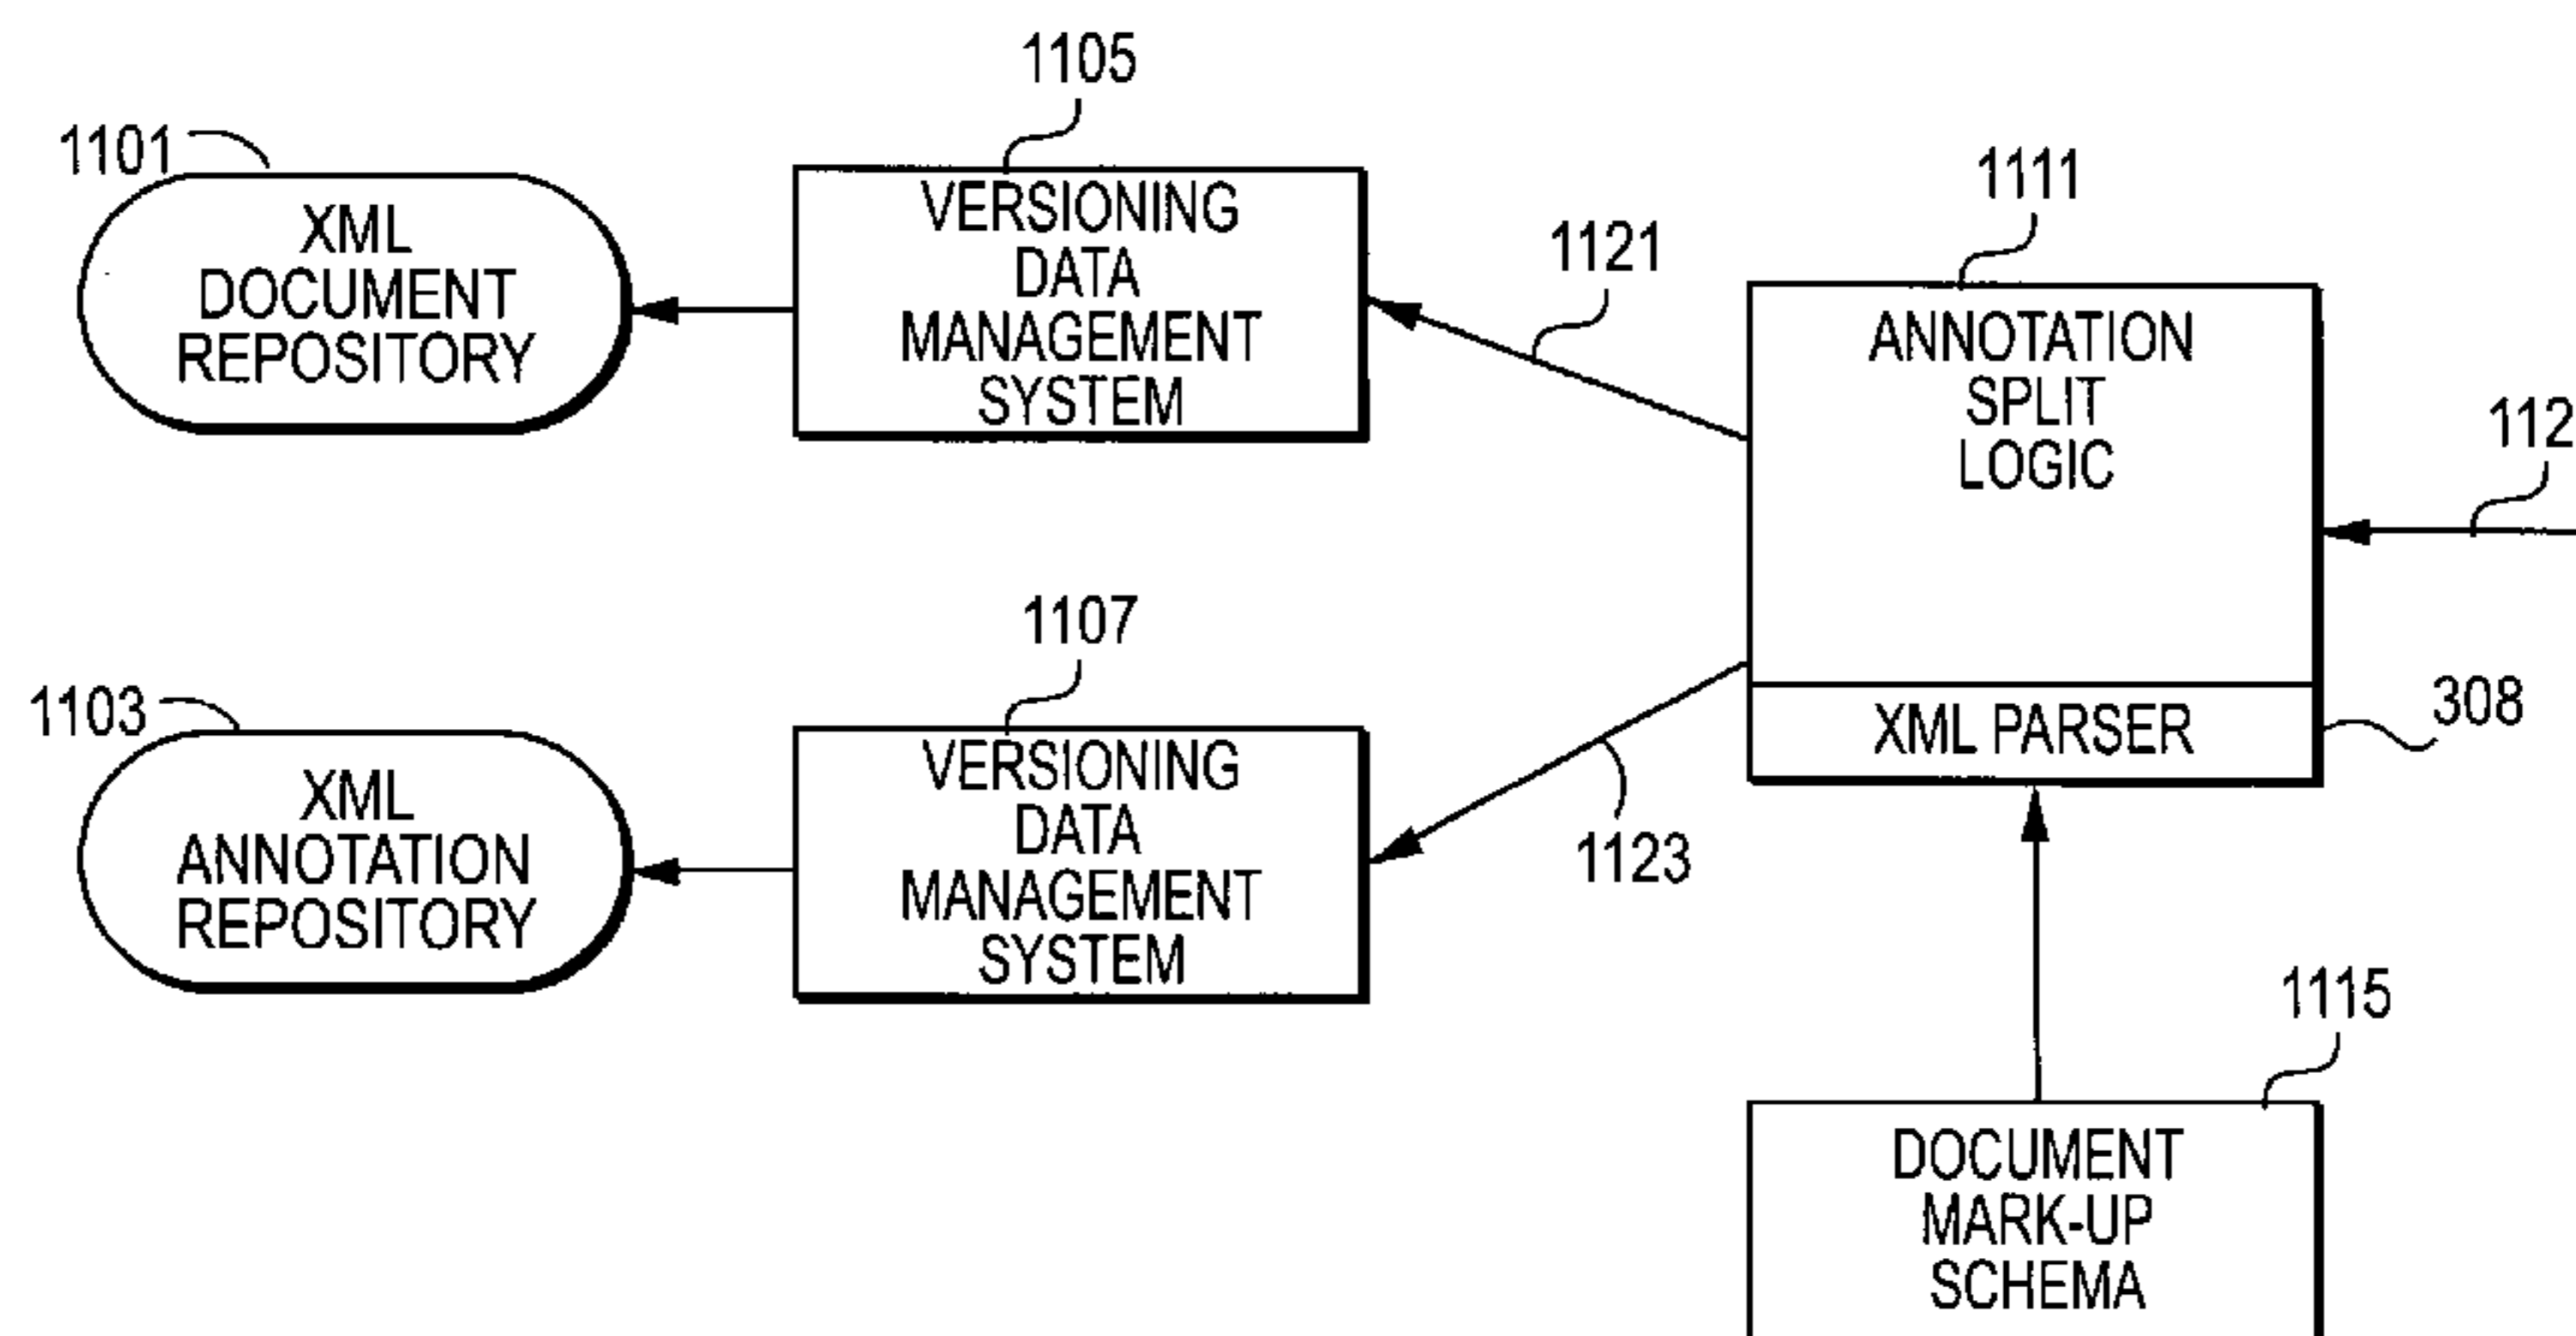 1105
1101
XML
DOCUMENT
REPOSITORY
VERSIONING
DATA
MANAGEMENT
SYSTEM
1121
1111
ANNOTATION
SPLIT
LOGIC
112
XML PARSER
308
1107
1103
XML
ANNOTATION
REPOSITORY
VERSIONING
DATA
MANAGEMENT
SYSTEM
1123
1115
DOCUMENT
MARK-UP
SCHEMA